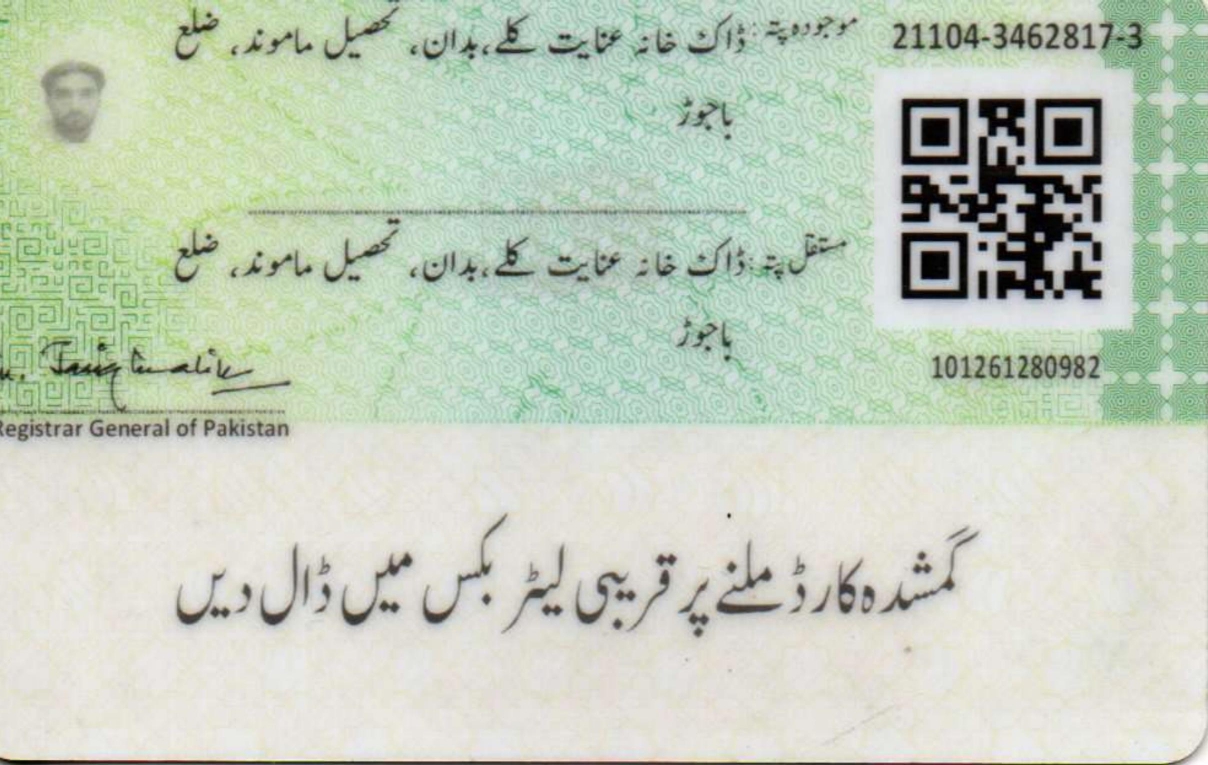 21104-3462817-3
موجودہ پتہ: ڈاک خانہ عنایت کلے، بدان، تحصیل ماموند، ضلع
باجوڑ
مستقل پتہ: ڈاک خانہ عنایت کلے، بدان، تحصیل ماموند، ضلع
باجوڑ
101261280982
Registrar General of Pakistan
گمشدہ کارڈ ملنے پر قریبی لیٹر بکس میں ڈال دیں